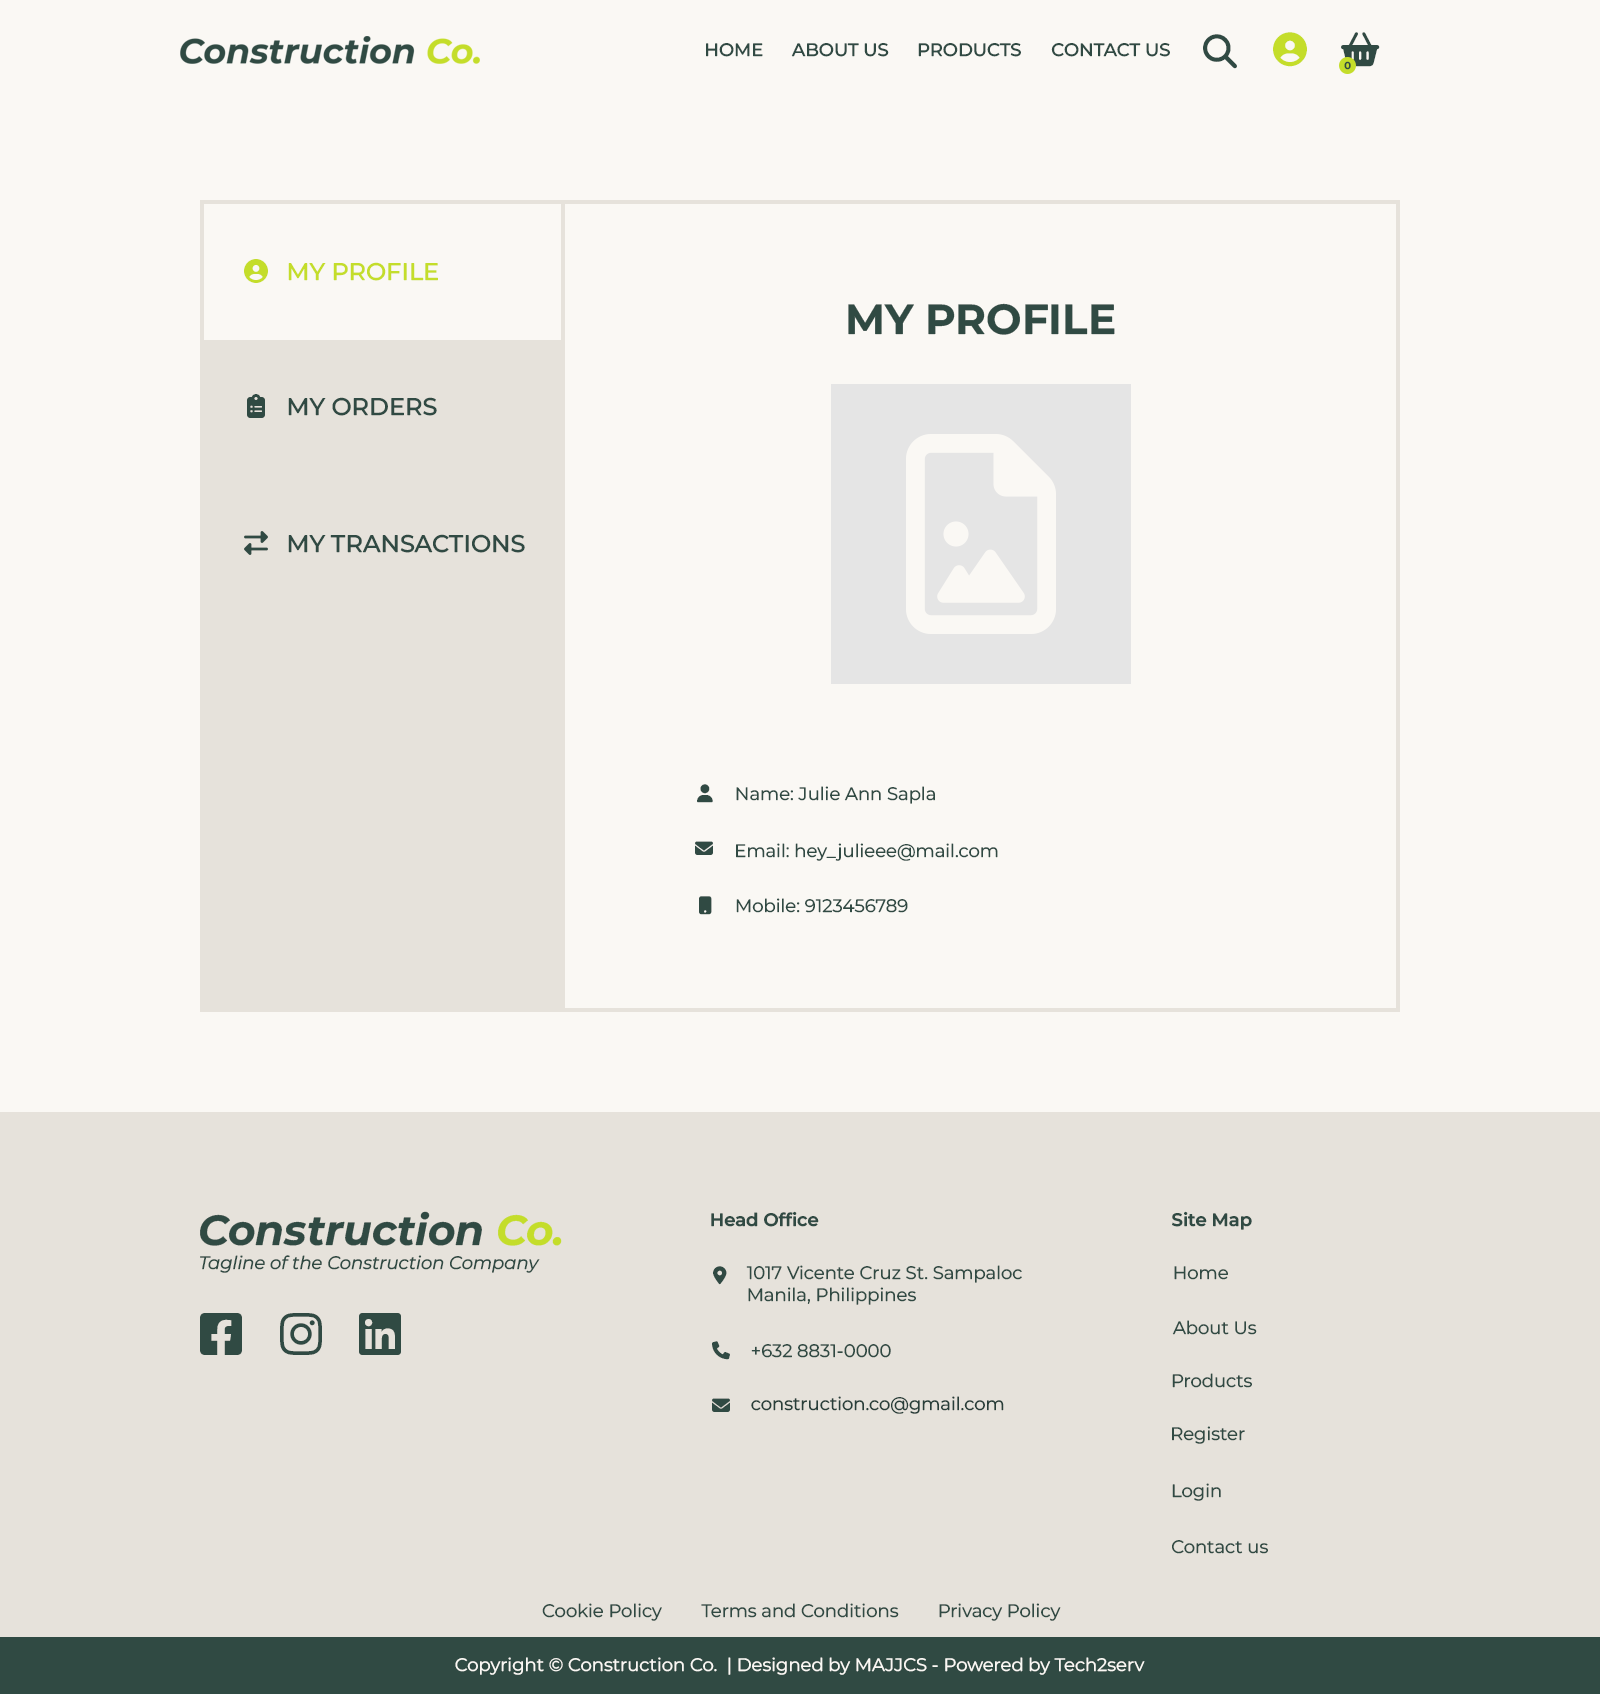 Construction Co.
HOME ABOUT US PRODUCTS CONTACT US
0
MY PROFILE
MY ORDERS
MY TRANSACTIONS
MY PROFILE
Name: Julie Ann Sapla
Email: hey_julieee@mail.com
Mobile: 9123456789
Construction Co.
Tagline of the Construction Company
Head Office
1017 Vicente Cruz St. Sampaloc
Manila, Philippines
+632 8831-0000
construction.co@gmail.com
Site Map
Home
About Us
Products
Register
Login
Contact us
Cookie Policy Terms and Conditions Privacy Policy
Copyright © Construction Co. | Designed by MAJJCS - Powered by Tech2serv